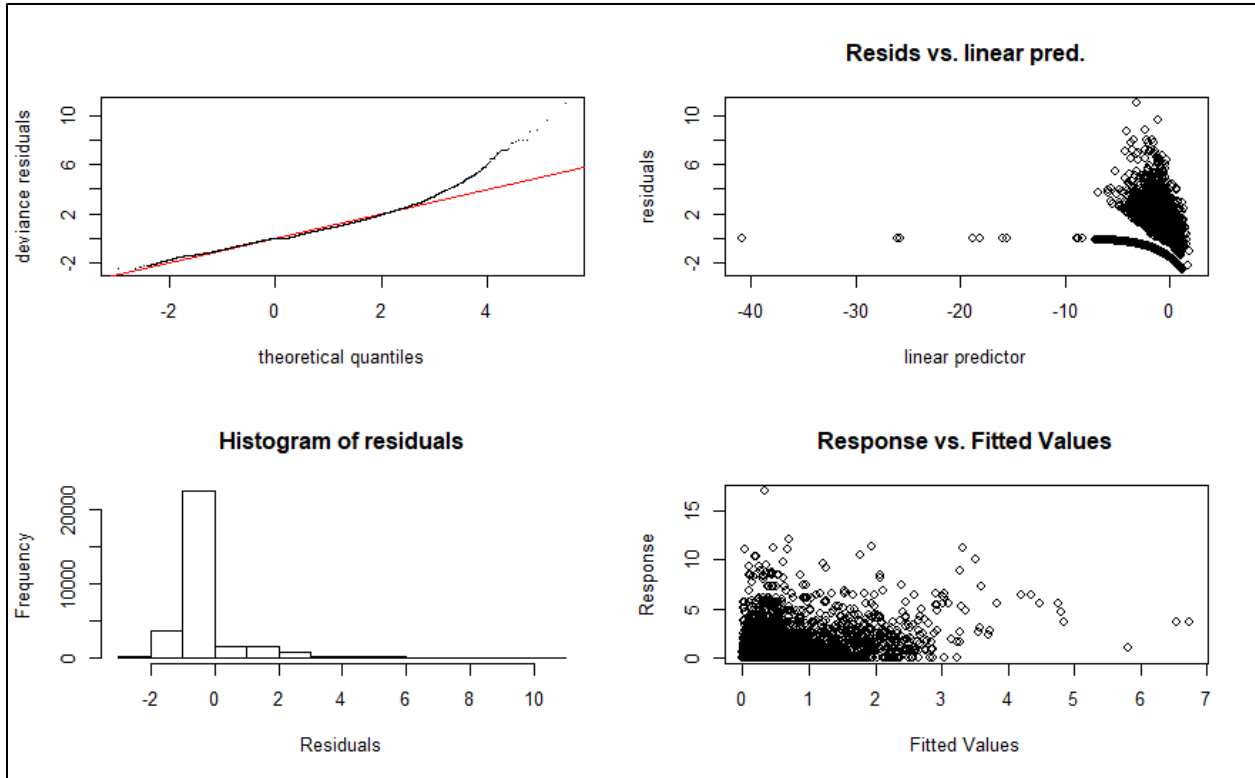 deviance residuals
-2 2 6 10
-2 0 2 4
theoretical quantiles
Resids vs. linear pred.
residuals
-2 2 6 10
-40 -30 -20 -10 0
linear predictor
Histogram of residuals
Frequency
0 10000 20000
-2 0 2 4 6 8 10
Residuals
Response vs. Fitted Values
Response
0 5 10 15
0 1 2 3 4 5 6 7
Fitted Values